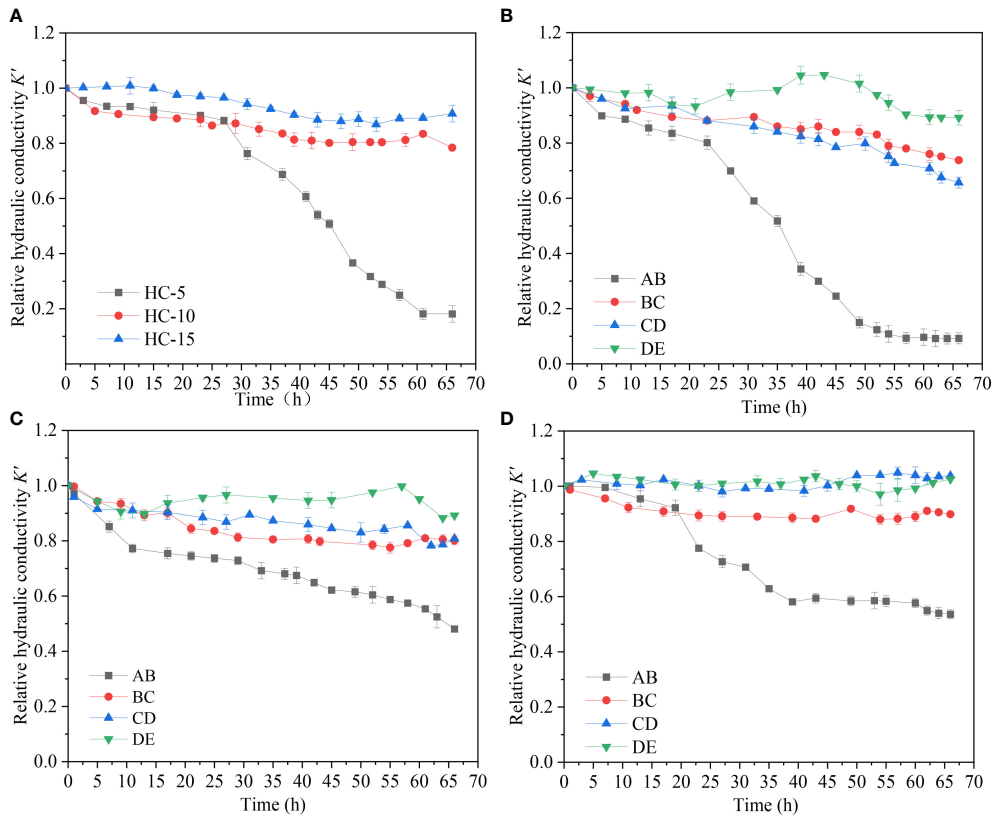 A
Relative hydraulic conductivity K′
1.2
1.0
0.8
0.6
0.4
0.2
0.0
HC-5
HC-10
HC-15
0 5 10 15 20 25 30 35 40 45 50 55 60 65 70
Time（h）
B
Relative hydraulic conductivity K′
1.2
1.0
0.8
0.6
0.4
0.2
0.0
AB
BC
CD
DE
0 5 10 15 20 25 30 35 40 45 50 55 60 65 70
Time (h)
C
Relative hydraulic conductivity K′
1.2
1.0
0.8
0.6
0.4
0.2
0.0
AB
BC
CD
DE
0 5 10 15 20 25 30 35 40 45 50 55 60 65 70
Time (h)
D
Relative hydraulic conductivity K′
1.2
1.0
0.8
0.6
0.4
0.2
0.0
AB
BC
CD
DE
0 5 10 15 20 25 30 35 40 45 50 55 60 65 70
Time (h)